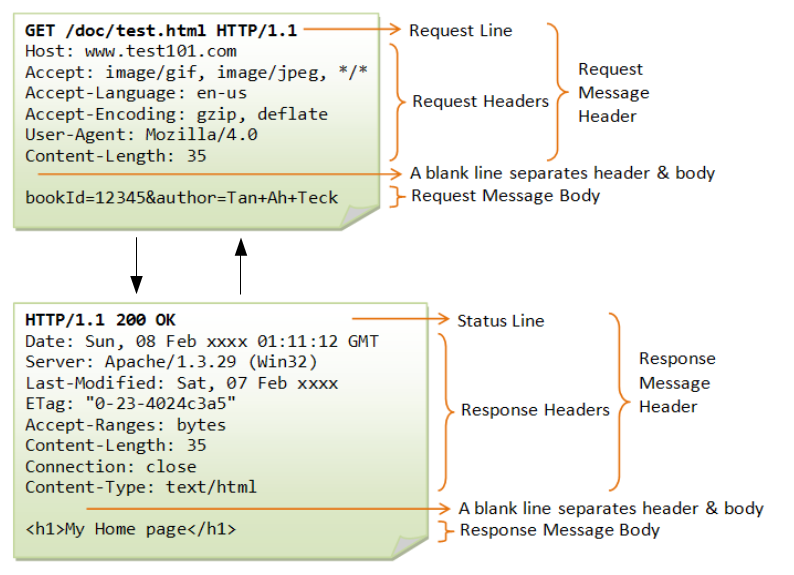 GET /doc/test.html HTTP/1.1
Request Line
Host: www.test101.com
Accept: image/gif, image/jpeg, */*
Accept-Language: en-us
Accept-Encoding: gzip, deflate
User-Agent: Mozilla/4.0
Content-Length: 35
Request Headers
Request
Message
Header
A blank line separates header & body
bookId=12345&author=Tan+Ah+Teck
Request Message Body
HTTP/1.1 200 OK
Status Line
Date: Sun, 08 Feb xxxx 01:11:12 GMT
Server: Apache/1.3.29 (Win32)
Last-Modified: Sat, 07 Feb xxxx
ETag: "0-23-4024c3a5"
Accept-Ranges: bytes
Content-Length: 35
Connection: close
Content-Type: text/html
Response Headers
Response
Message
Header
A blank line separates header & body
<h1>My Home page</h1>
Response Message Body